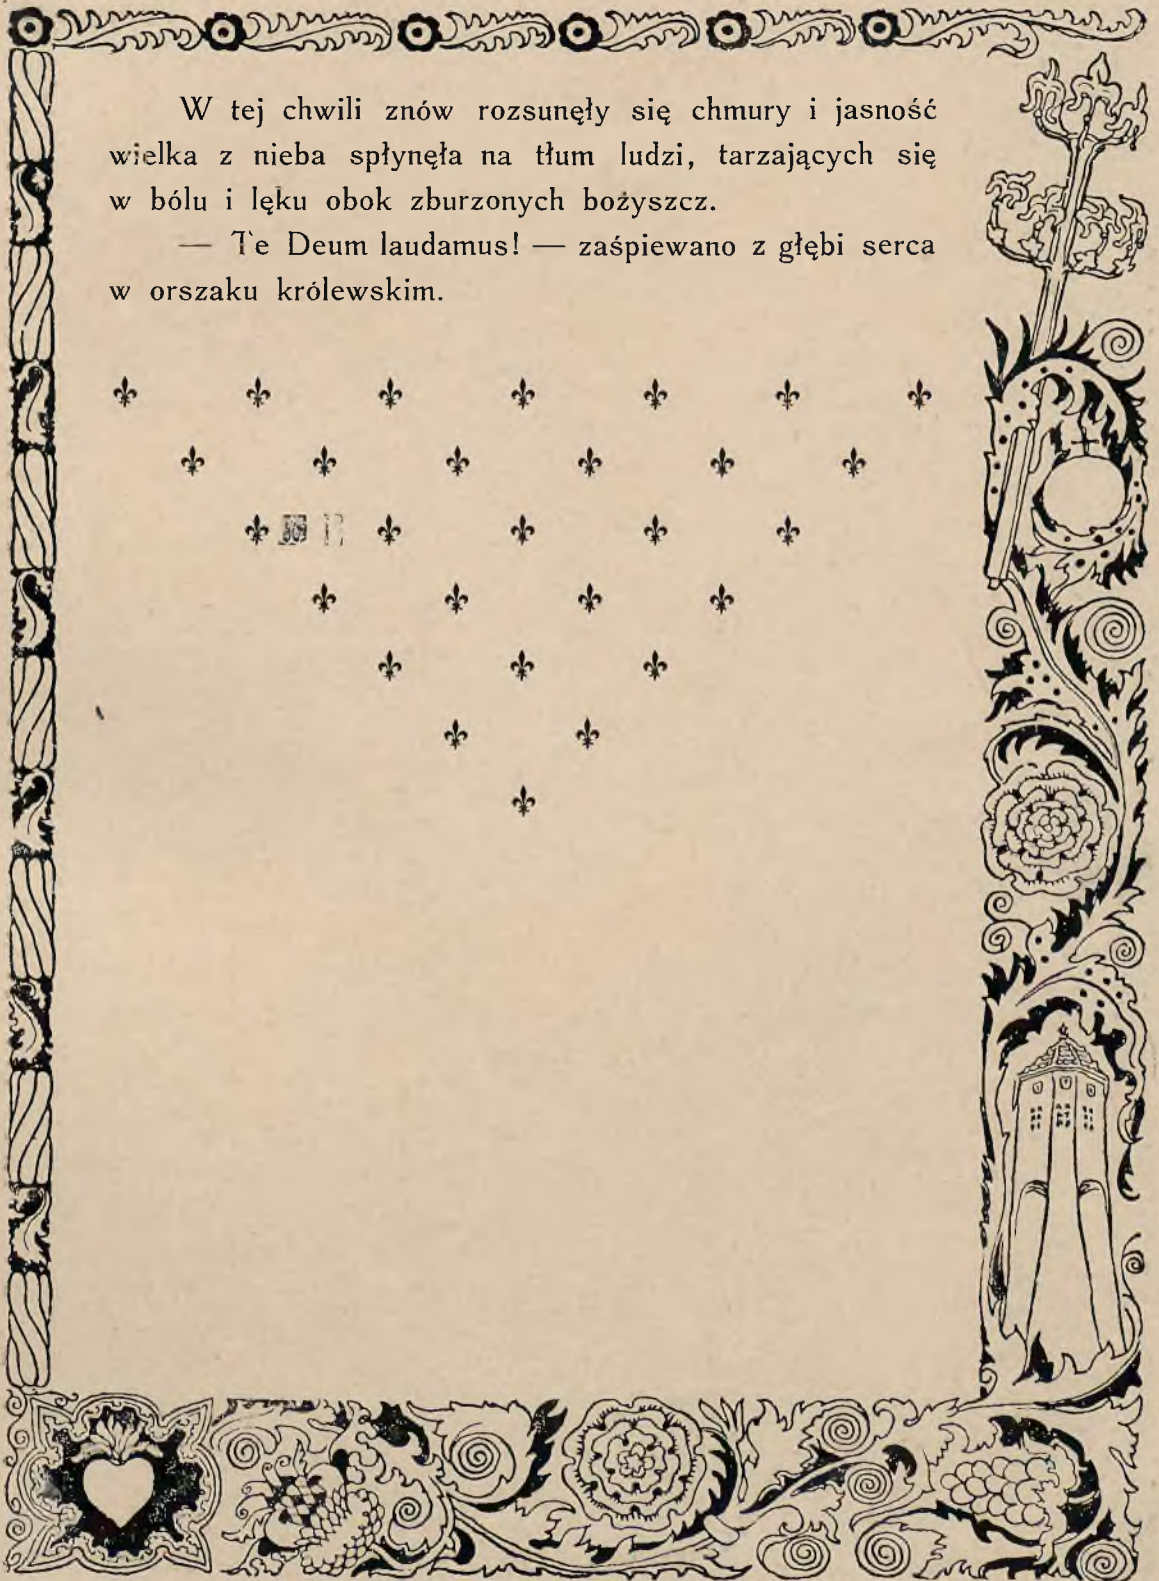 W tej chwili znów rozsunęły się chmury i jasność
wielka z nieba spłynęła na tłum ludzi, tarzających się
w bólu i lęku obok zburzonych bożyszcz.
— Te Deum laudamus! — zaśpiewano z głębi serca
w orszaku królewskim.